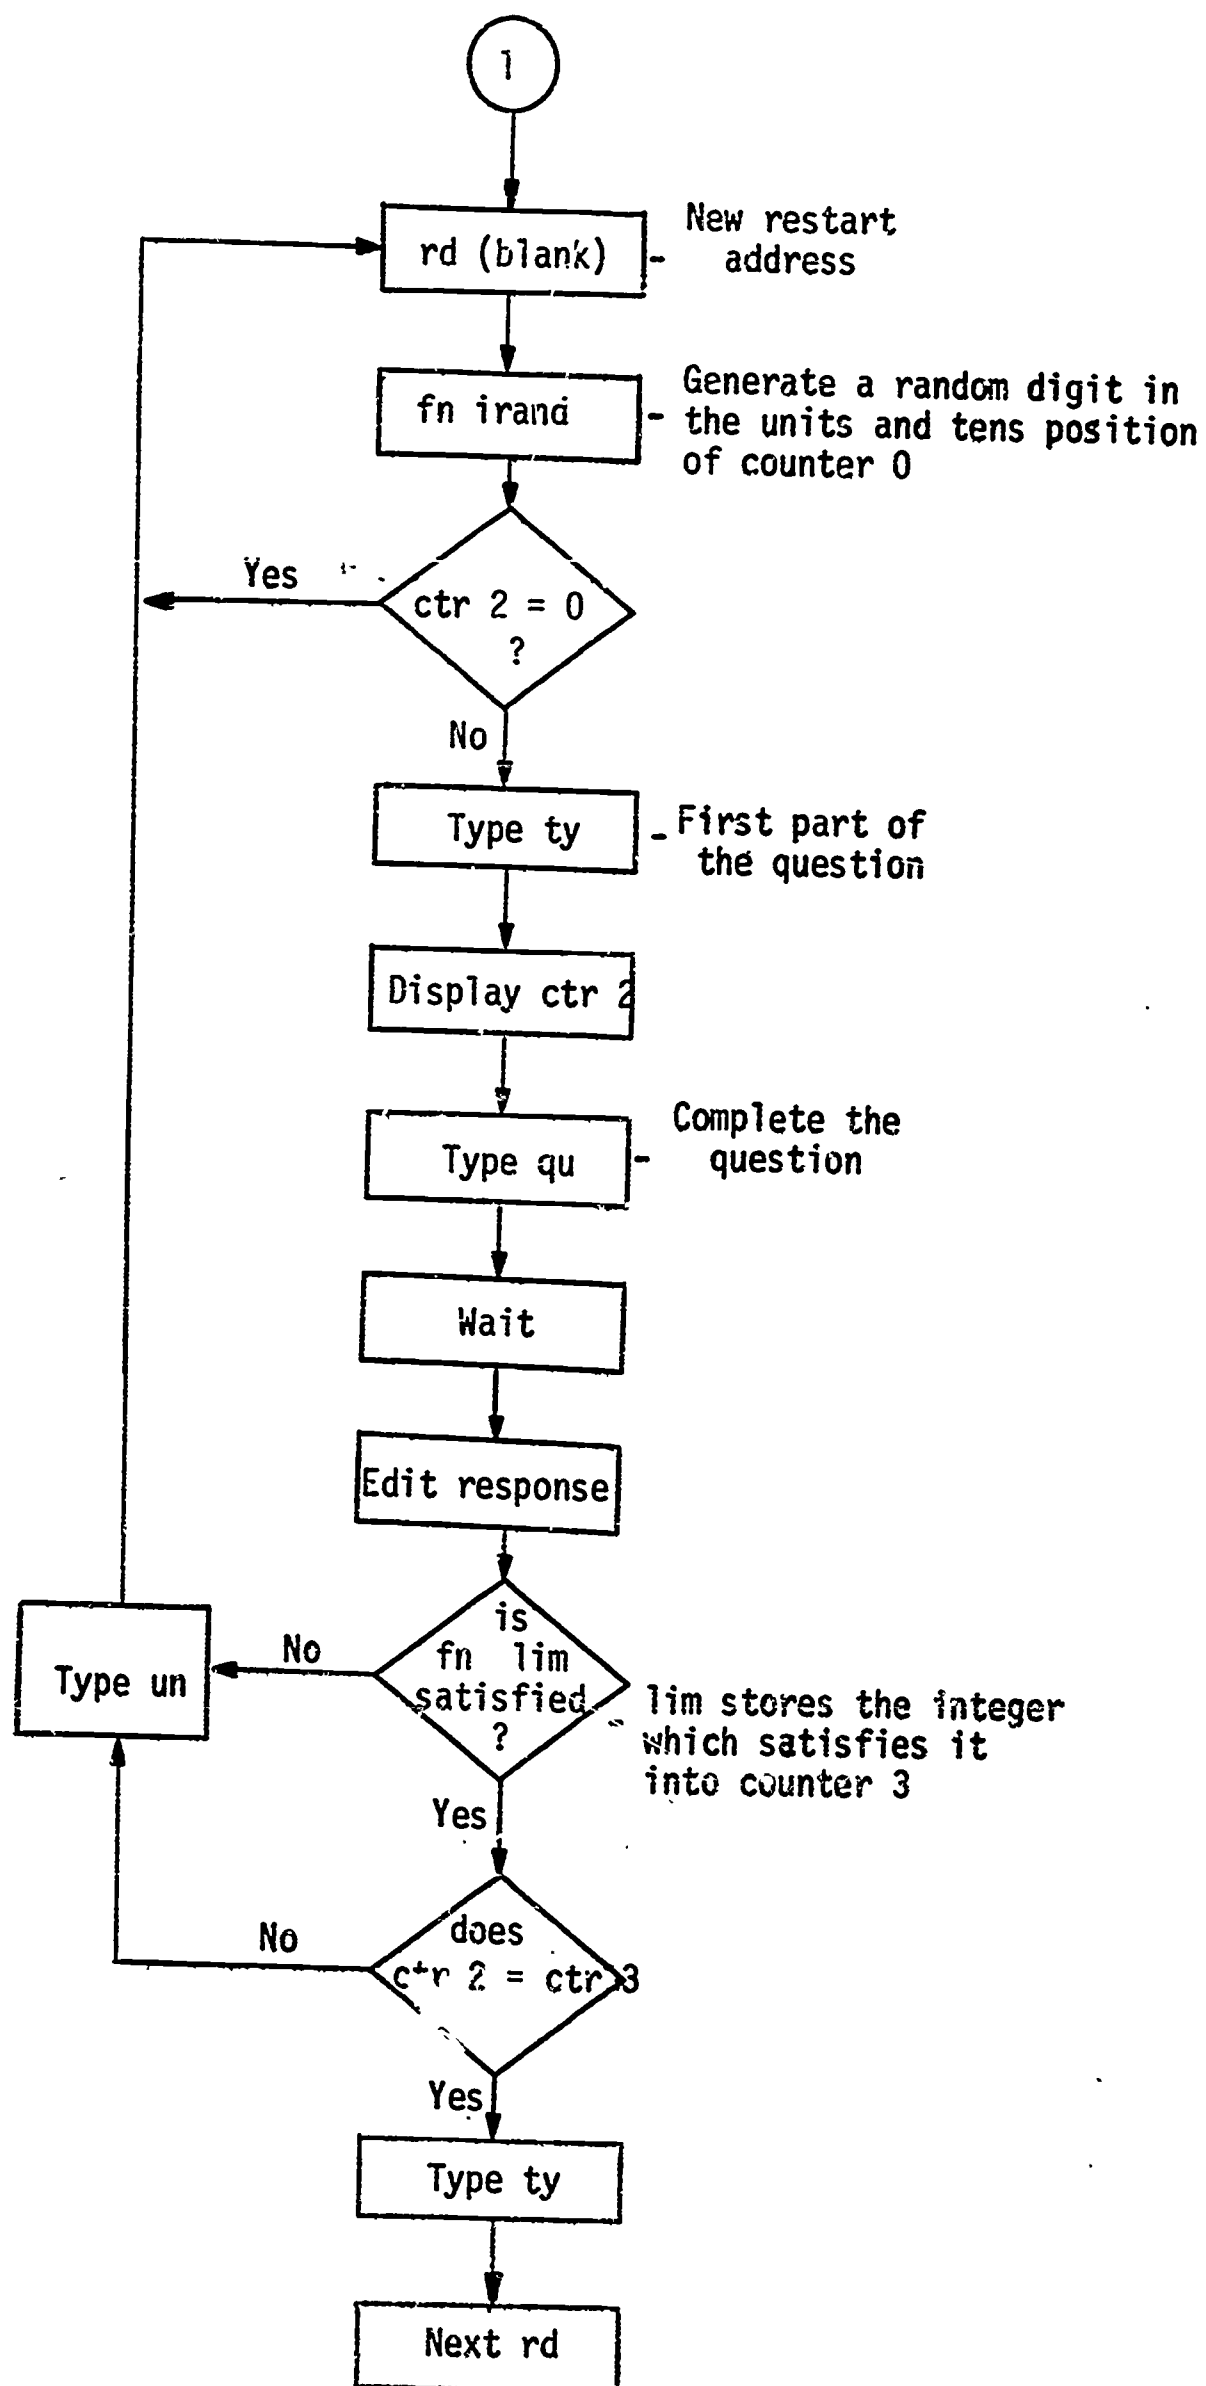 1
rd (blank)
- New restart
address
fn irand
- Generate a random digit in
the units and tens position
of counter 0
Yes
ctr 2 = 0
?
No
Type ty
- First part of
the question
Display ctr 2
Type qu
- Complete the
question
Wait
Edit response
is
fn lim
satisfied
?
No
Type un
- lim stores the integer
which satisfies it
into counter 3
Yes
does
ctr 2 = ctr 3
No
Yes
Type ty
Next rd